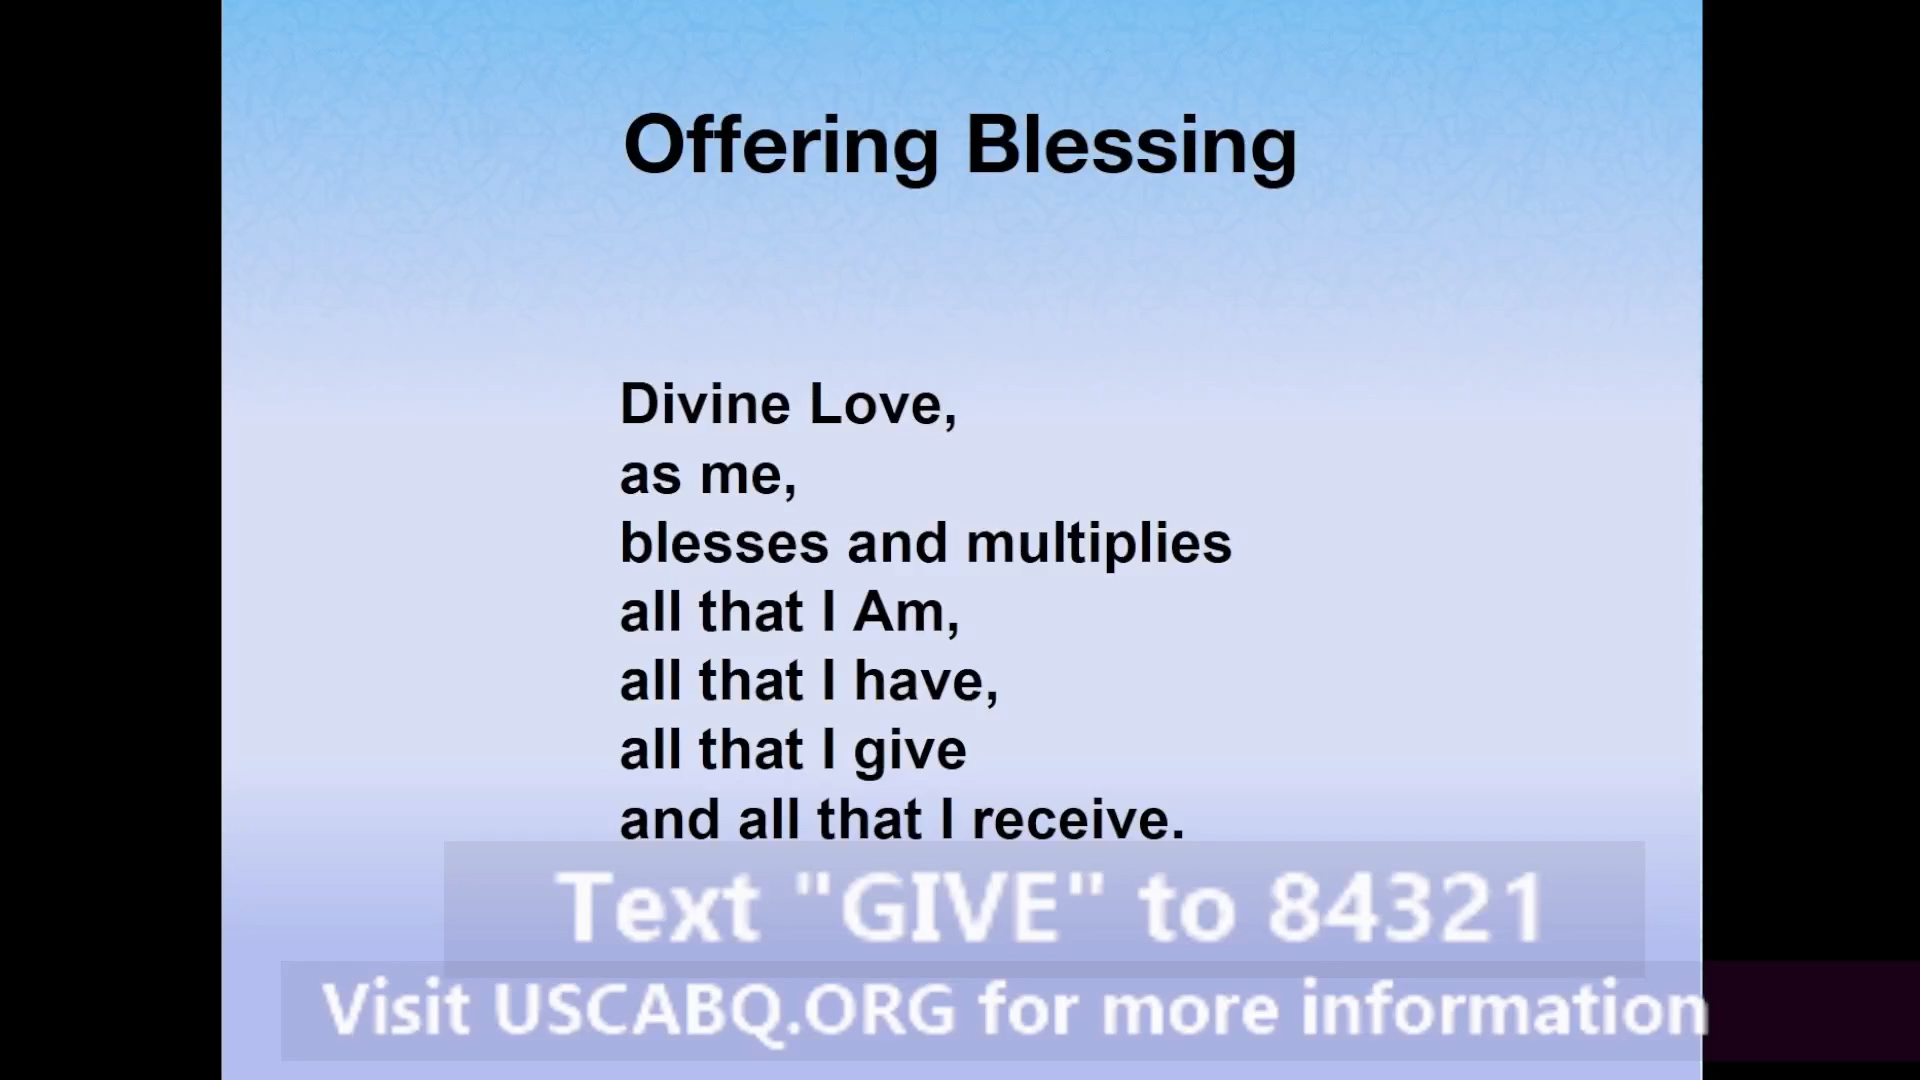 Offering Blessing
Divine Love,
as me,
blesses and multiplies
all that I Am,
all that I have,
all that I give
and all that I receive.
Text "GIVE" to 84321
Visit USCABQ.ORG for more information